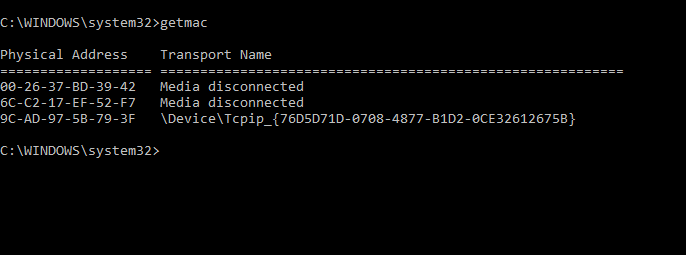 C:\WINDOWS\system32>getmac
Physical Address    Transport Name
=================== ==========================================================
00-26-37-BD-39-42   Media disconnected
6C-C2-17-EF-52-F7   Media disconnected
9C-AD-97-5B-79-3F   \Device\Tcpip_{76D5D71D-0708-4877-B1D2-0CE32612675B}
C:\WINDOWS\system32>